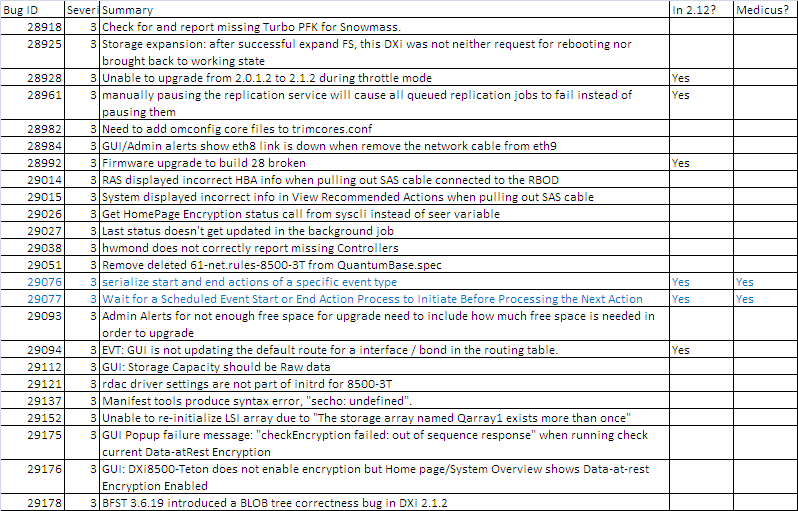 Bug ID Severi Summary In 2.12? Medicus?
28918 3 Check for and report missing Turbo PFK for Snowmass.
28925 3 Storage expansion: after successful expand FS, this DXi was not neither request for rebooting nor
brought back to working state
28928 3 Unable to upgrade from 2.0.1.2 to 2.1.2 during throttle mode Yes
28961 3 manually pausing the replication service will cause all queued replication jobs to fail instead of Yes
pausing them
28982 3 Need to add omconfig core files to trimcores.conf
28984 3 GUI/Admin alerts show eth8 link is down when remove the network cable from eth9
28992 3 Firmware upgrade to build 28 broken Yes
29014 3 RAS displayed incorrect HBA info when pulling out SAS cable connected to the RBOD
29015 3 System displayed incorrect info in View Recommended Actions when pulling out SAS cable
29026 3 Get HomePage Encryption status call from syscli instead of seer variable
29027 3 Last status doesn't get updated in the background job
29038 3 hwmond does not correctly report missing Controllers
29051 3 Remove deleted 61-net.rules-8500-3T from QuantumBase.spec
29076 3 serialize start and end actions of a specific event type Yes Yes
29077 3 Wait for a Scheduled Event Start or End Action Process to Initiate Before Processing the Next Action Yes Yes
29093 3 Admin Alerts for not enough free space for upgrade need to include how much free space is needed in
order to upgrade
29094 3 EVT: GUI is not updating the default route for a interface / bond in the routing table. Yes
29112 3 GUI: Storage Capacity should be Raw data
29121 3 rdac driver settings are not part of initrd for 8500-3T
29137 3 Manifest tools produce syntax error, "secho: undefined".
29152 3 Unable to re-initialize LSI array due to "The storage array named Qarray1 exists more than once"
29175 3 GUI Popup failure message: "checkEncryption failed: out of sequence response" when running check
current Data-atRest Encryption
29176 3 GUI: DXi8500-Teton does not enable encryption but Home page/System Overview shows Data-at-rest
Encryption Enabled
29178 3 BFST 3.6.19 introduced a BLOB tree correctness bug in DXi 2.1.2